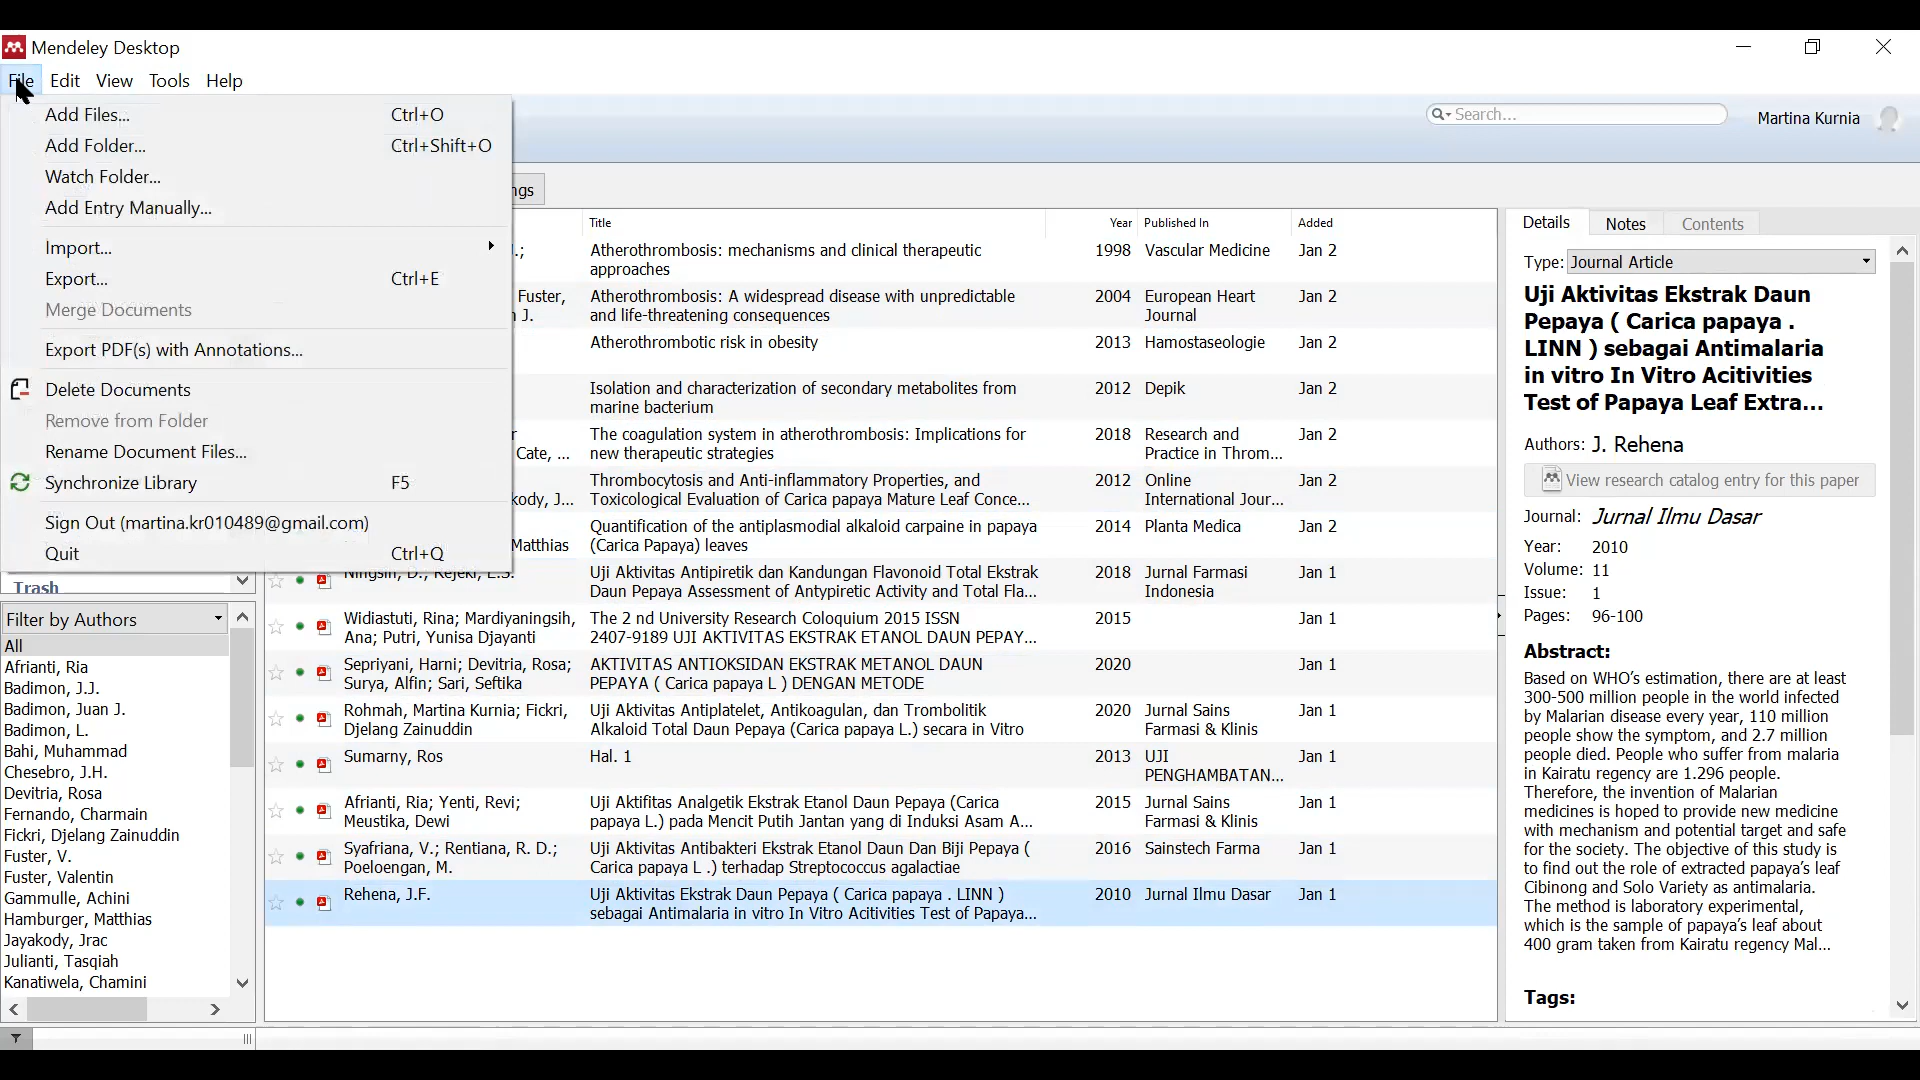 Mendeley Desktop
File Edit View Tools Help
Add Files... Ctrl+O
Add Folder... Ctrl+Shift+O
Watch Folder...
Add Entry Manually...
Import...
Export... Ctrl+E
Merge Documents
Export PDF(s) with Annotations...
Delete Documents
Remove from Folder
Rename Document Files...
Synchronize Library F5
Sign Out (martina.kr010489@gmail.com)
Quit Ctrl+Q
Trash
Filter by Authors
All
Afrianti, Ria
Badimon, J.J.
Badimon, Juan J.
Badimon, L.
Bahi, Muhammad
Chesebro, J.H.
Devitria, Rosa
Fernando, Charmain
Fickri, Djelang Zainuddin
Fuster, V.
Fuster, Valentin
Gammulle, Achini
Hamburger, Matthias
Jayakody, Jrac
Julianti, Tasqiah
Kanatiwela, Chamini
Search...
Martina Kurnia
ngs
Title Year Published In Added
.; Atherothrombosis: mechanisms and clinical therapeutic 1998 Vascular Medicine Jan 2
approaches
Fuster, Atherothrombosis: A widespread disease with unpredictable 2004 European Heart Jan 2
J. and life-threatening consequences Journal
Atherothrombotic risk in obesity 2013 Hamostaseologie Jan 2
Isolation and characterization of secondary metabolites from 2012 Depik Jan 2
marine bacterium
r The coagulation system in atherothrombosis: Implications for 2018 Research and Jan 2
Cate, ... new therapeutic strategies Practice in Throm...
Thrombocytosis and Anti-inflammatory Properties, and 2012 Online Jan 2
kody, J... Toxicological Evaluation of Carica papaya Mature Leaf Conce... International Jour...
Quantification of the antiplasmodial alkaloid carpaine in papaya 2014 Planta Medica Jan 2
Matthias (Carica Papaya) leaves
Ningsih, D.; Rejeki, E.S. Uji Aktivitas Antipiretik dan Kandungan Flavonoid Total Ekstrak 2018 Jurnal Farmasi Jan 1
Daun Pepaya Assessment of Antypiretic Activity and Total Fla... Indonesia
Widiastuti, Rina; Mardiyaningsih, The 2 nd University Research Coloquium 2015 ISSN 2015 Jan 1
Ana; Putri, Yunisa Djayanti 2407-9189 UJI AKTIVITAS EKSTRAK ETANOL DAUN PEPAY...
Sepriyani, Harni; Devitria, Rosa; AKTIVITAS ANTIOKSIDAN EKSTRAK METANOL DAUN 2020 Jan 1
Surya, Alfin; Sari, Seftika PEPAYA ( Carica papaya L ) DENGAN METODE
Rohmah, Martina Kurnia; Fickri, Uji Aktivitas Antiplatelet, Antikoagulan, dan Trombolitik 2020 Jurnal Sains Jan 1
Djelang Zainuddin Alkaloid Total Daun Pepaya (Carica papaya L.) secara in Vitro Farmasi & Klinis
Sumarny, Ros Hal. 1 2013 UJI Jan 1
PENGHAMBATAN...
Afrianti, Ria; Yenti, Revi; Uji Aktifitas Analgetik Ekstrak Etanol Daun Pepaya (Carica 2015 Jurnal Sains Jan 1
Meustika, Dewi papaya L.) pada Mencit Putih Jantan yang di Induksi Asam A... Farmasi & Klinis
Syafriana, V.; Rentiana, R. D.; Uji Aktivitas Antibakteri Ekstrak Etanol Daun Dan Biji Pepaya ( 2016 Sainstech Farma Jan 1
Poeloengan, M. Carica papaya L .) terhadap Streptococcus agalactiae
Rehena, J.F. Uji Aktivitas Ekstrak Daun Pepaya ( Carica papaya . LINN ) 2010 Jurnal Ilmu Dasar Jan 1
sebagai Antimalaria in vitro In Vitro Acitivities Test of Papaya...
Details Notes Contents
Type: Journal Article
Uji Aktivitas Ekstrak Daun
Pepaya ( Carica papaya .
LINN ) sebagai Antimalaria
in vitro In Vitro Acitivities
Test of Papaya Leaf Extra...
Authors: J. Rehena
View research catalog entry for this paper
Journal: Jurnal Ilmu Dasar
Year: 2010
Volume: 11
Issue: 1
Pages: 96-100
Abstract:
Based on WHO's estimation, there are at least
300-500 million people in the world infected
by Malarian disease every year, 110 million
people show the symptom, and 2.7 million
people died. People who suffer from malaria
in Kairatu regency are 1.296 people.
Therefore, the invention of Malarian
medicines is hoped to provide new medicine
with mechanism and potential target and safe
for the society. The objective of this study is
to find out the role of extracted papaya's leaf
Cibinong and Solo Variety as antimalaria.
The method is laboratory experimental,
which is the sample of papaya's leaf about
400 gram taken from Kairatu regency Mal...
Tags: